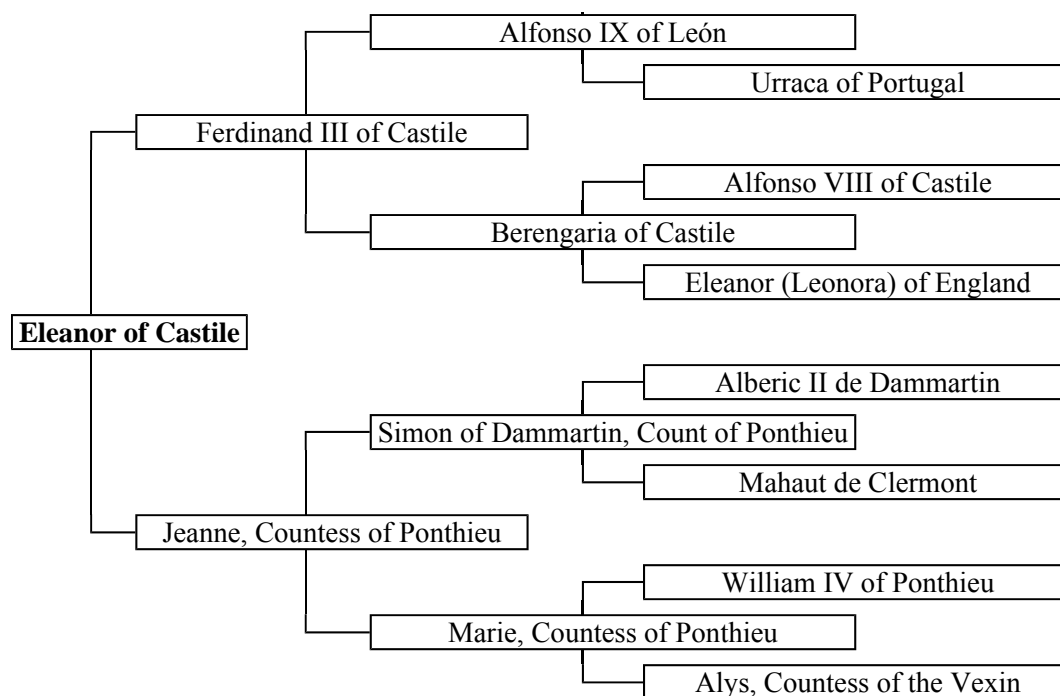 Alfonso IX of León
Urraca of Portugal
Ferdinand III of Castile
Alfonso VIII of Castile
Berengaria of Castile
Eleanor (Leonora) of England
Eleanor of Castile
Alberic II de Dammartin
Simon of Dammartin, Count of Ponthieu
Mahaut de Clermont
Jeanne, Countess of Ponthieu
William IV of Ponthieu
Marie, Countess of Ponthieu
Alys, Countess of the Vexin